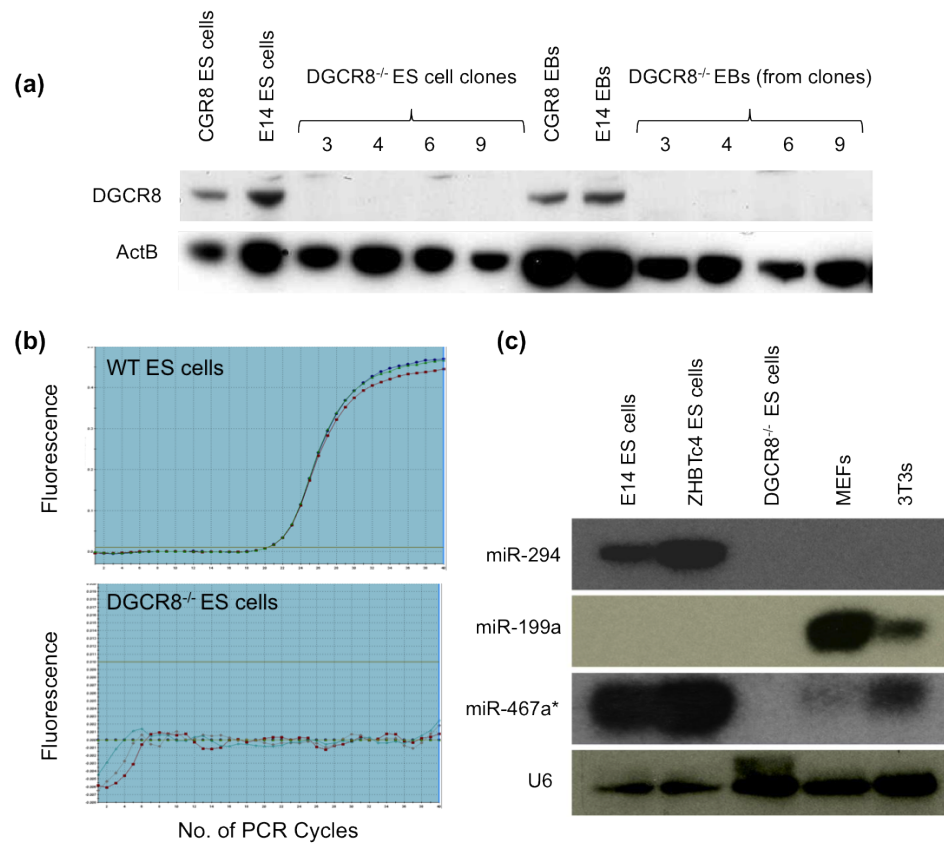 (a)
CGR8 ES cells
E14 ES cells
DGCR8-/- ES cell clones
3 4 6 9
CGR8 EBs
E14 EBs
DGCR8-/- EBs (from clones)
3 4 6 9
DGCR8
ActB
(b)
WT ES cells
Fluorescence
DGCR8-/- ES cells
Fluorescence
No. of PCR Cycles
(c)
E14 ES cells
ZHBTc4 ES cells
DGCR8-/- ES cells
MEFs
3T3s
miR-294
miR-199a
miR-467a*
U6